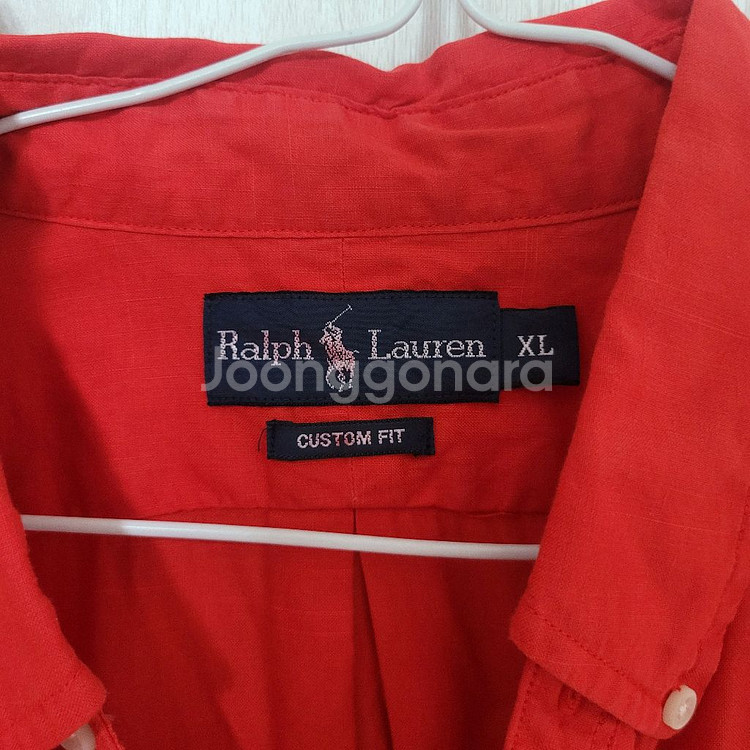 Ralph Lauren XL
Joonggonara
CUSTOM FIT